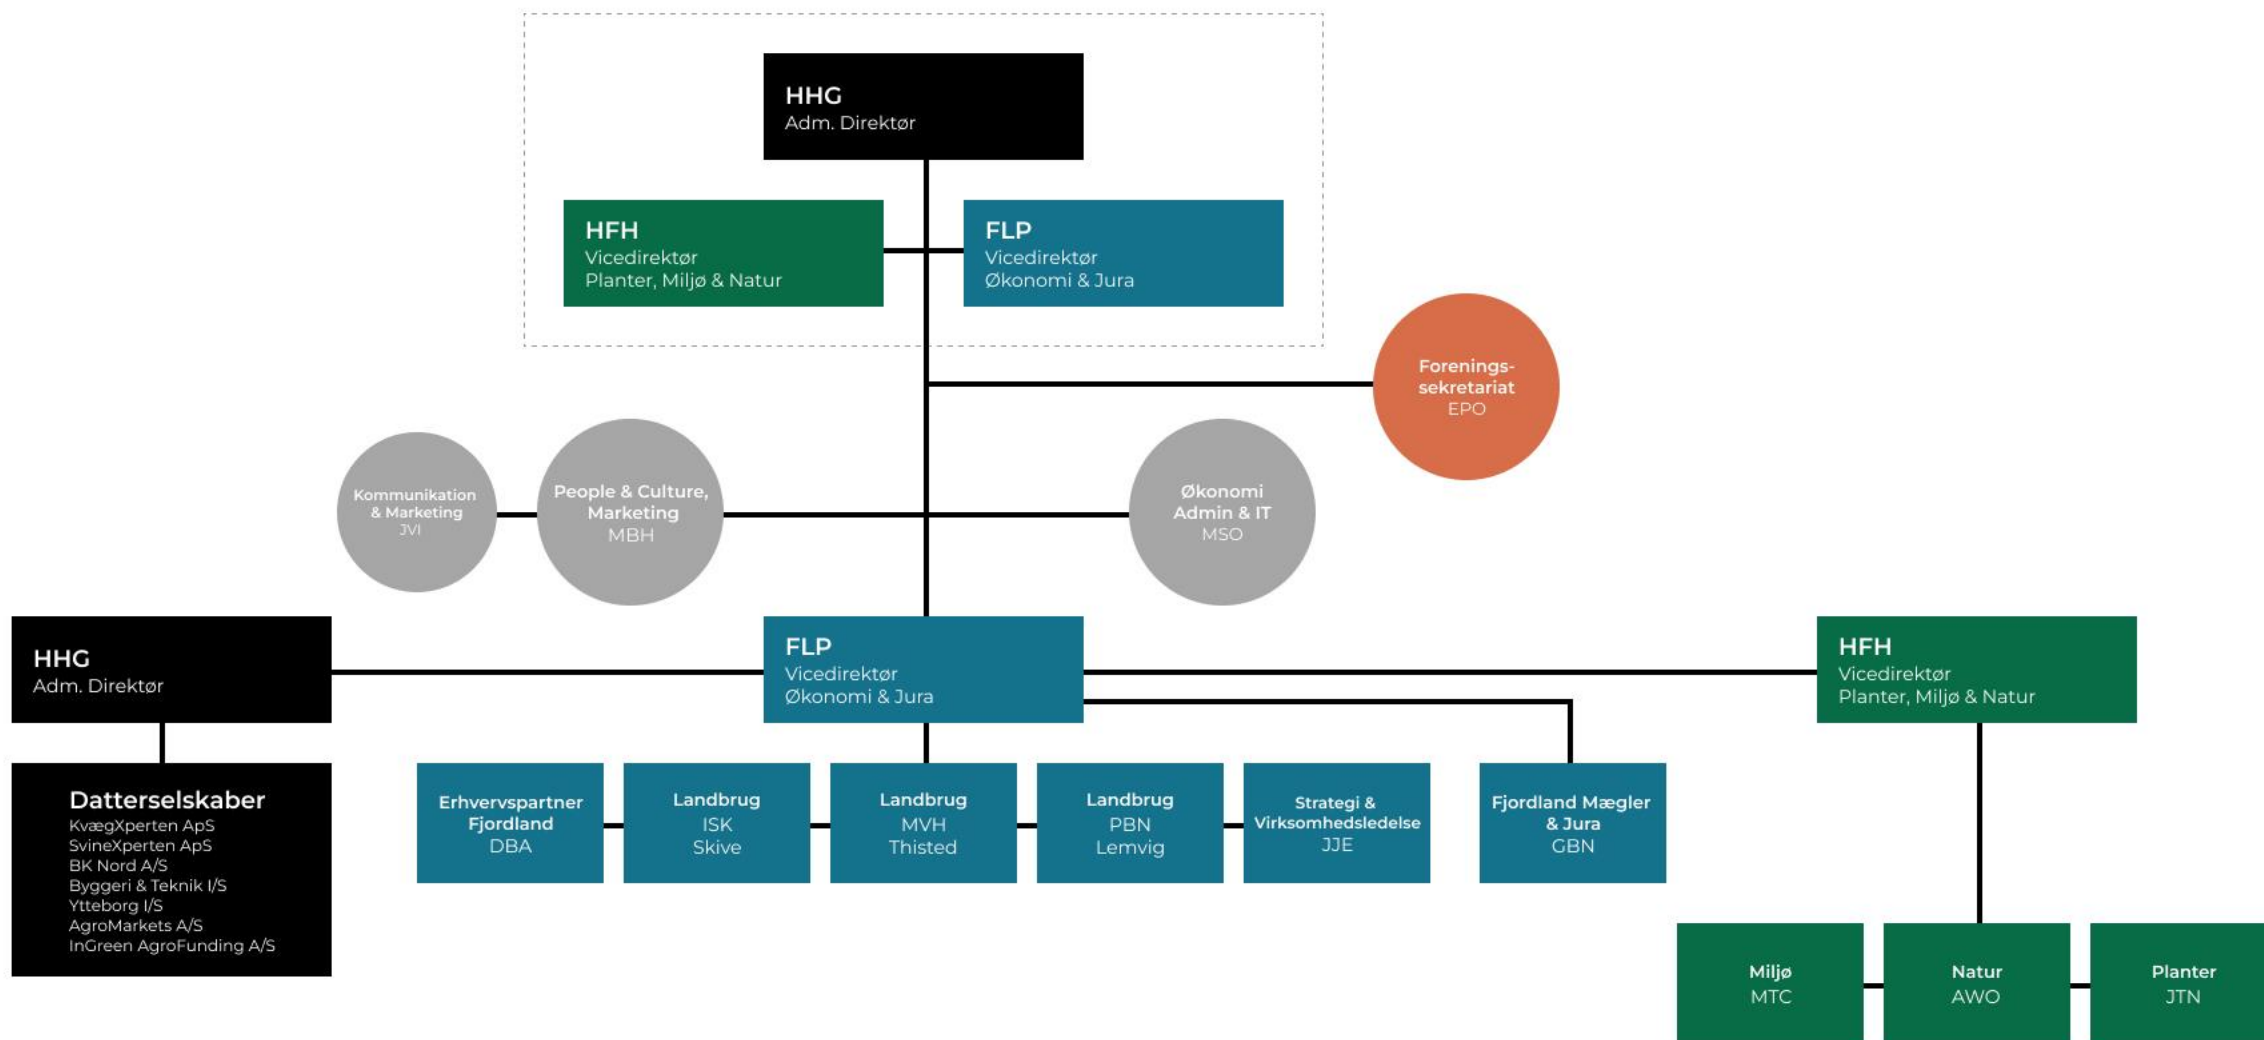 HHG
Adm. Direktør
HFH
Vicedirektør
Planter, Miljø & Natur
FLP
Vicedirektør
Økonomi & Jura
Forenings-
sekretariat
EPO
Kommunikation
& Marketing
JVI
People & Culture,
Marketing
MBH
Økonomi
Admin & IT
MSO
HHG
Adm. Direktør
FLP
Vicedirektør
Økonomi & Jura
HFH
Vicedirektør
Planter, Miljø & Natur
Datterselskaber
KvægXperten ApS
SvineXperten ApS
BK Nord A/S
Byggeri & Teknik I/S
Ytteborg I/S
AgroMarkets A/S
InGreen AgroFunding A/S
Erhvervspartner
Fjordland
DBA
Landbrug
ISK
Skive
Landbrug
MVH
Thisted
Landbrug
PBN
Lemvig
Strategi &
Virksomhedsledelse
JJE
Fjordland Mægler
& Jura
GBN
Miljø
MTC
Natur
AWO
Planter
JTN